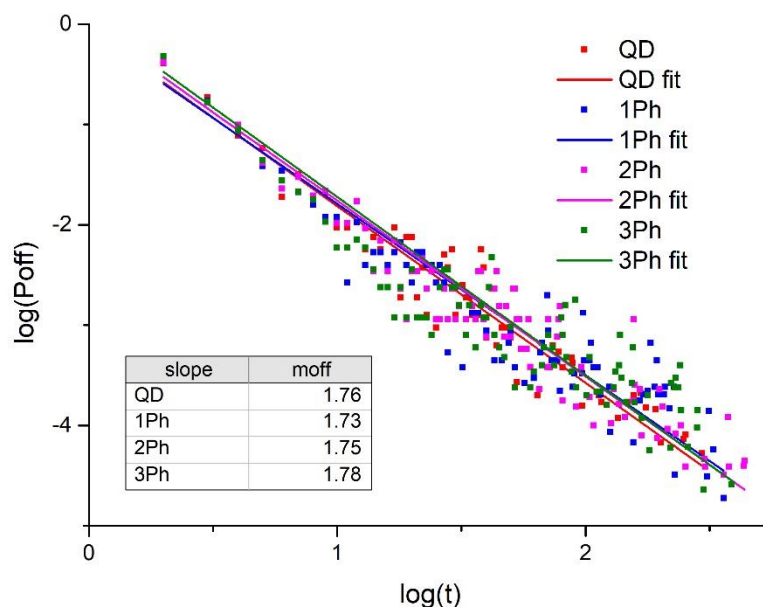 0
-2
-4
log(Poff)
QD
QD fit
1Ph
1Ph fit
2Ph
2Ph fit
3Ph
3Ph fit
slope moff
QD 1.76
1Ph 1.73
2Ph 1.75
3Ph 1.78
0 1 2
log(t)